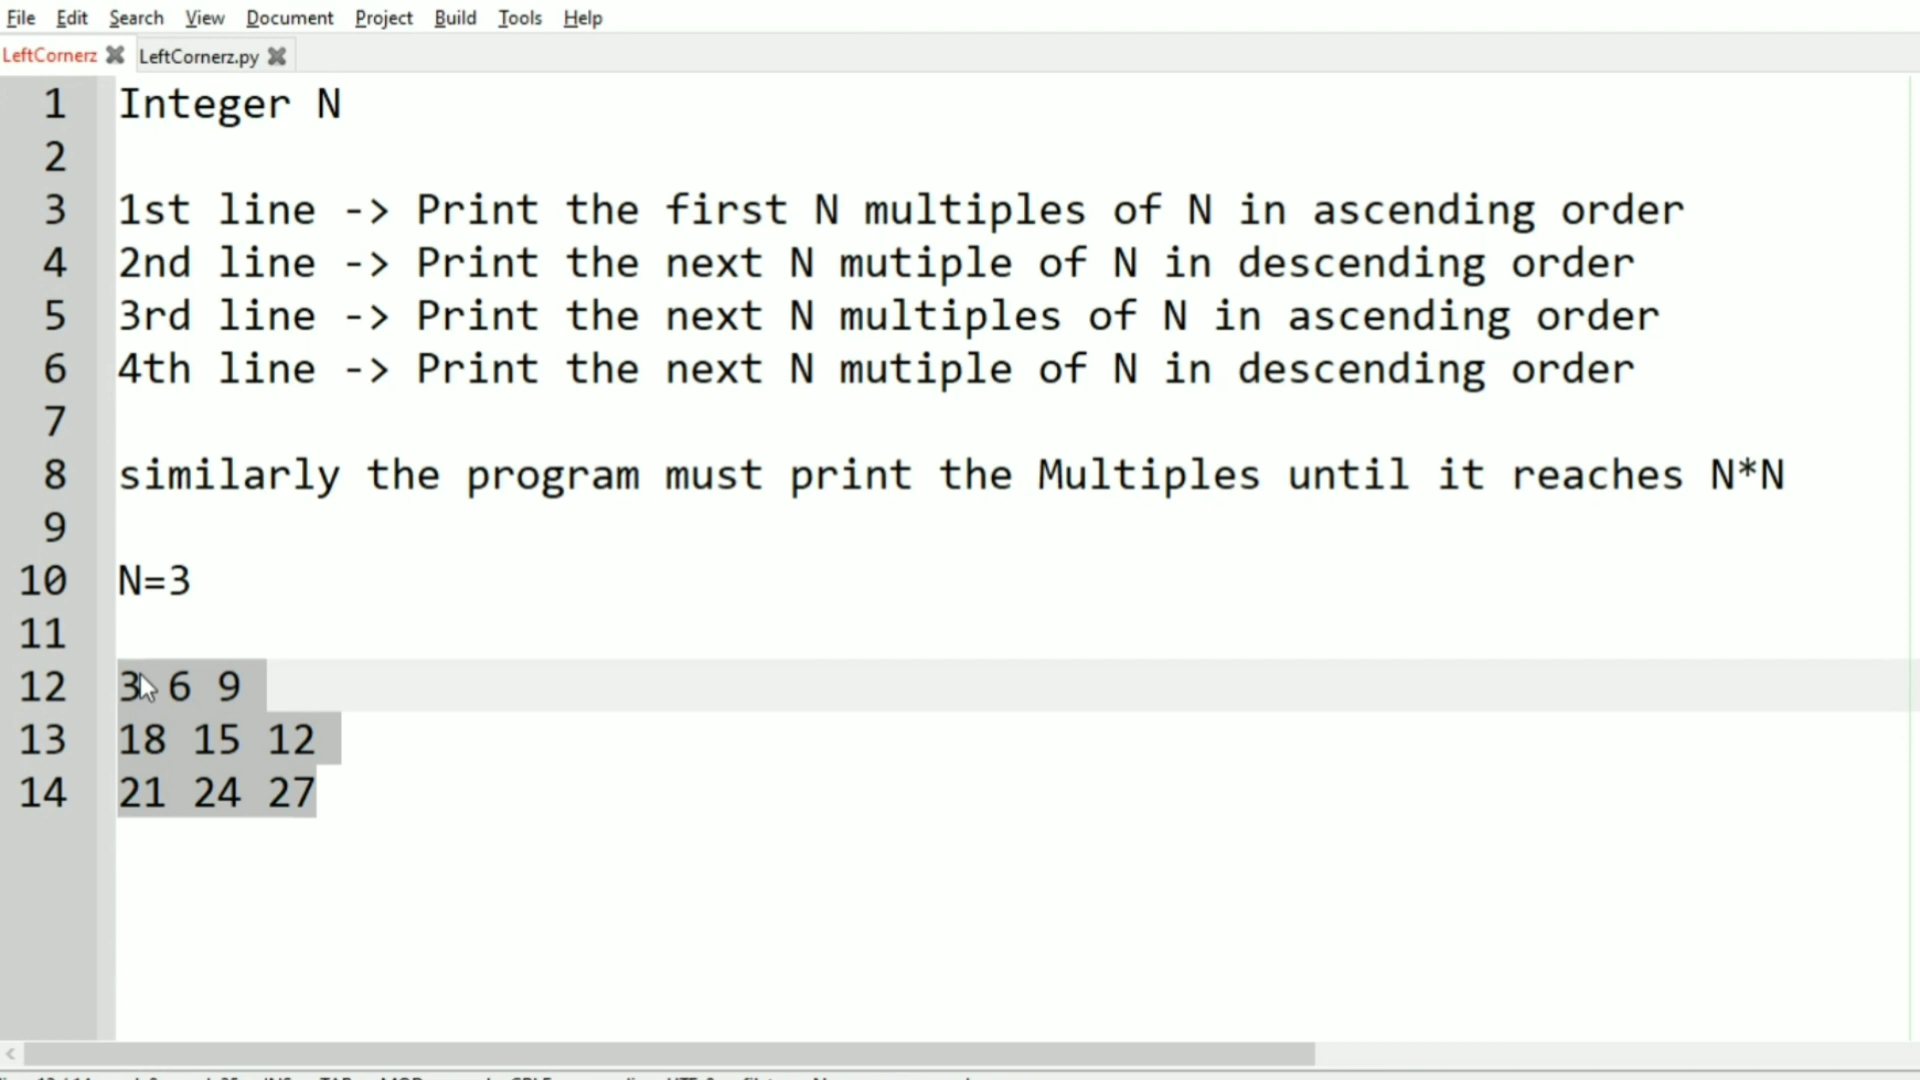 File Edit Search View Document Project Build Tools Help
LeftCornerz LeftCornerz.py
1 Integer N
2
3 1st line -> Print the first N multiples of N in ascending order
4 2nd line -> Print the next N mutiple of N in descending order
5 3rd line -> Print the next N multiples of N in ascending order
6 4th line -> Print the next N mutiple of N in descending order
7
8 similarly the program must print the Multiples until it reaches N*N
9
10 N=3
11
12 3 6 9
13 18 15 12
14 21 24 27